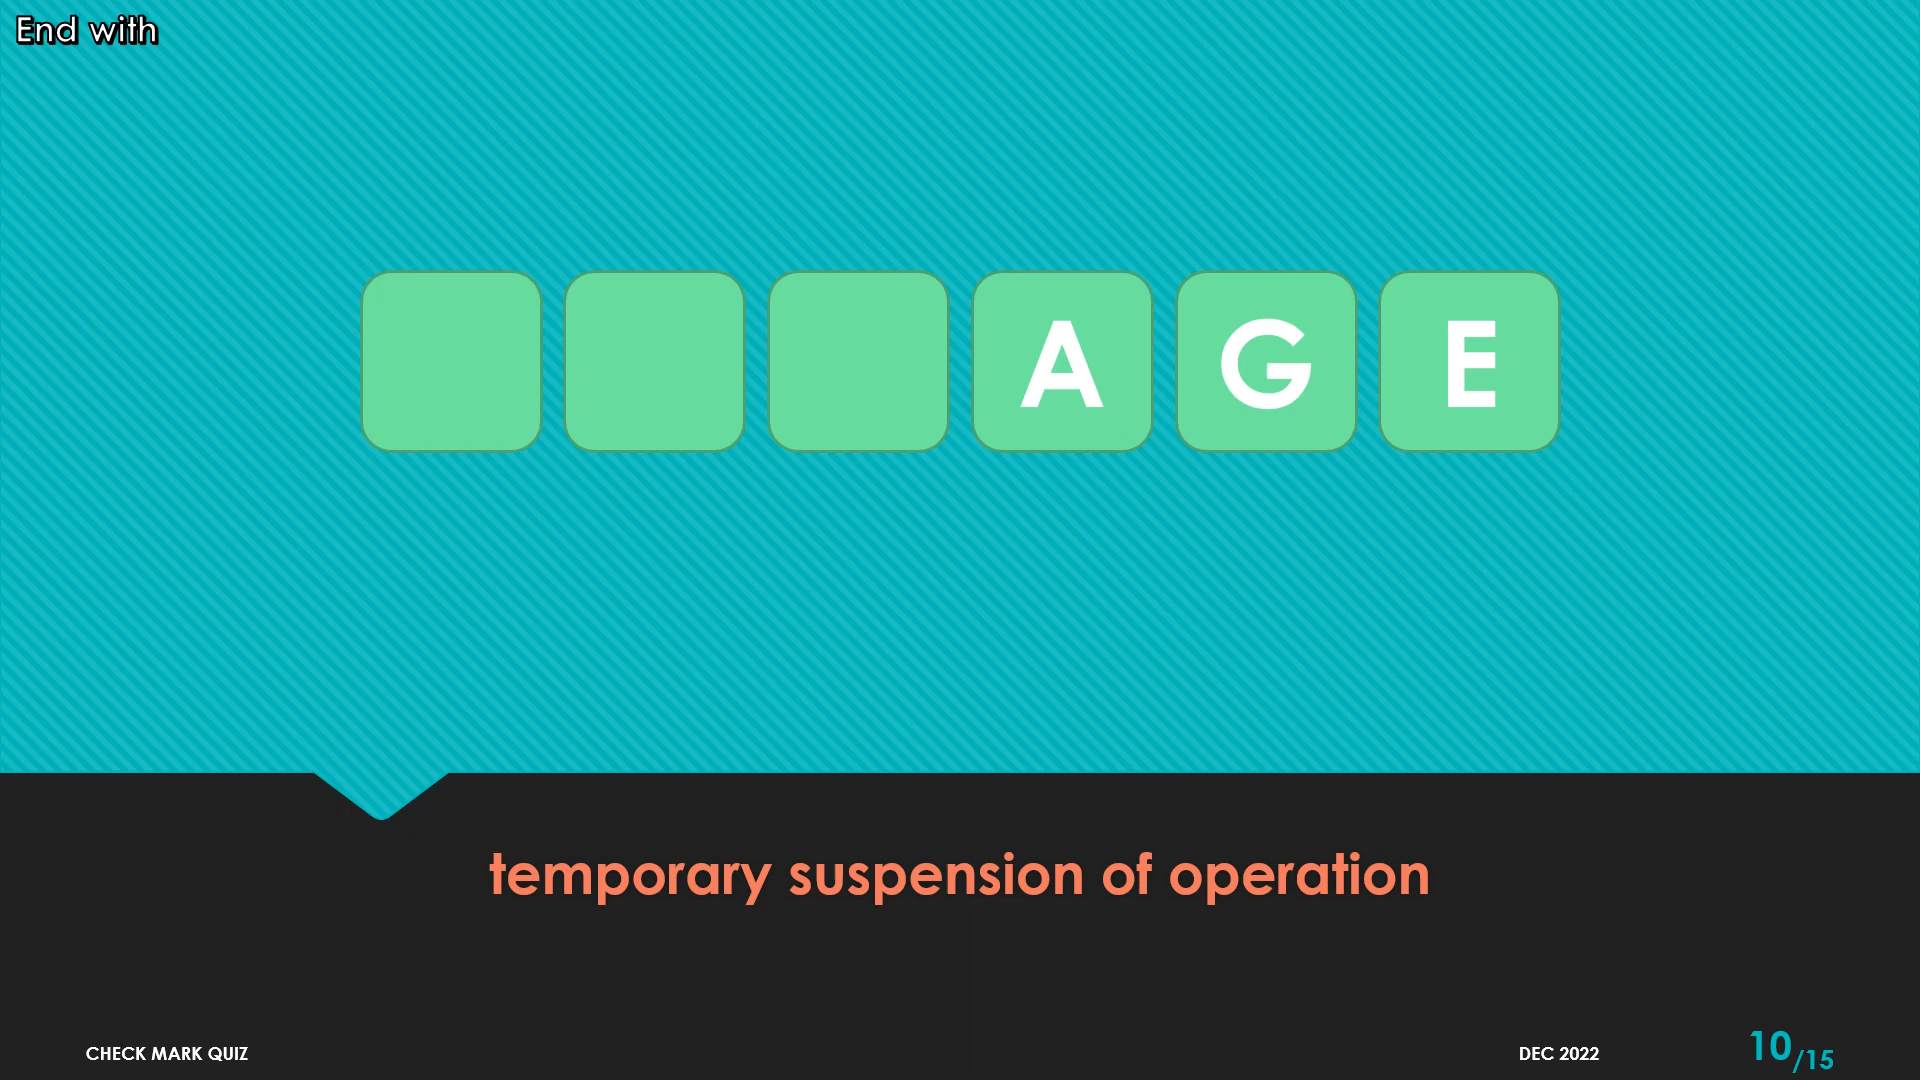 End with
A G E
temporary suspension of operation
CHECK MARK QUIZ
DEC 2022
10/15